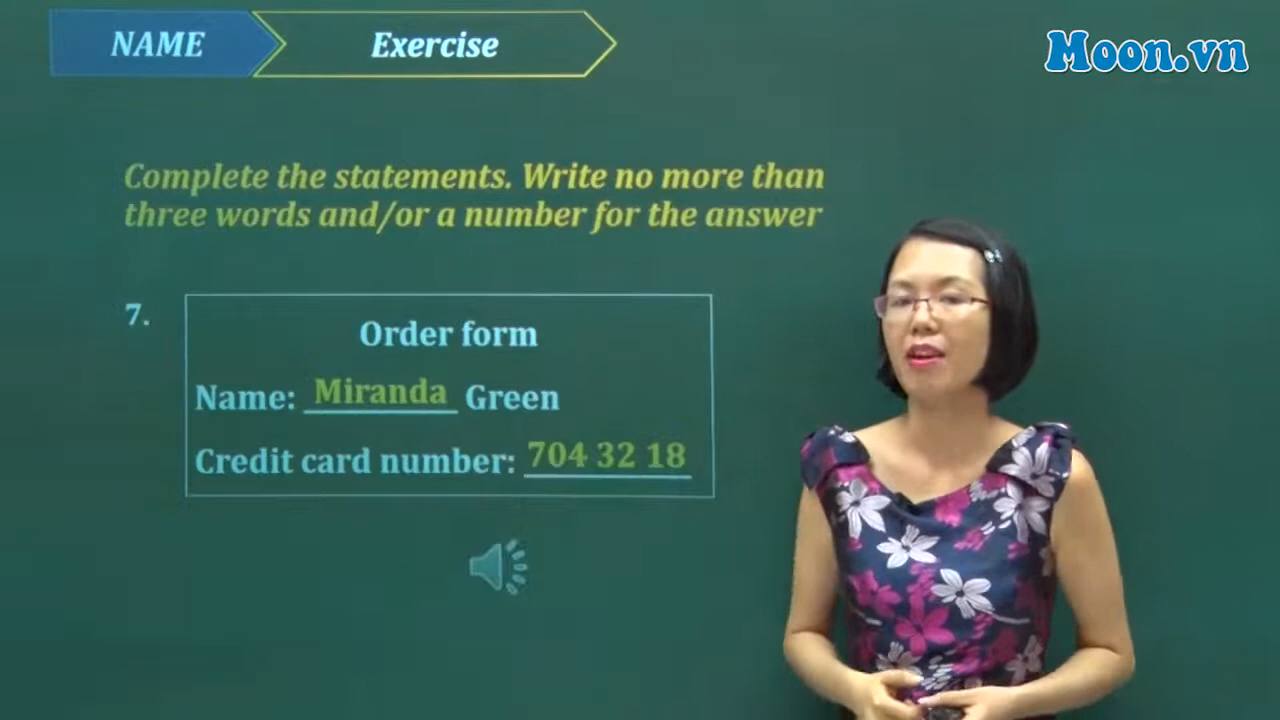 NAME
Exercise
Moon.vn
Complete the statements. Write no more than
three words and/or a number for the answer
7.
Order form
Name: Miranda Green
Credit card number: 704 32 18